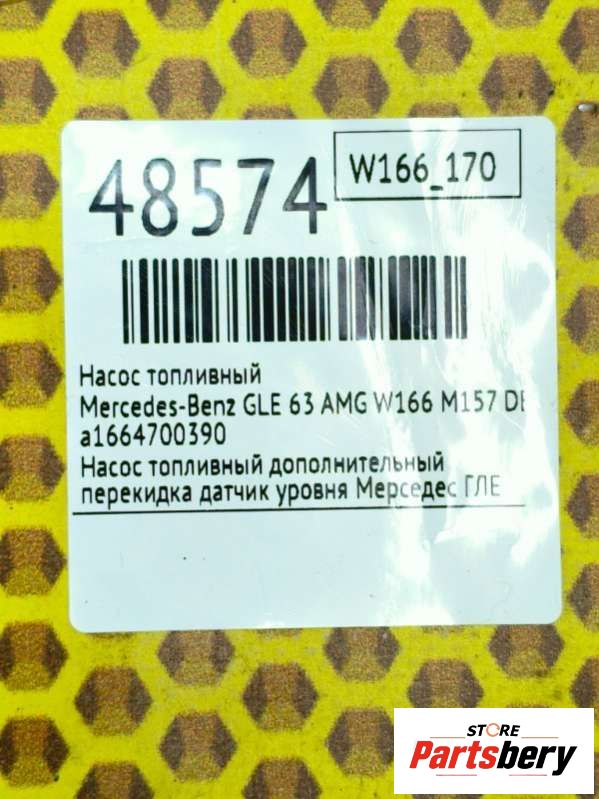 48574
W166_170
Насос топливный
Mercedes-Benz GLE 63 AMG W166 M157 DE
a1664700390
Насос топливный дополнительный
перекидка датчик уровня Мерседес ГЛЕ
STORE
Partsbery